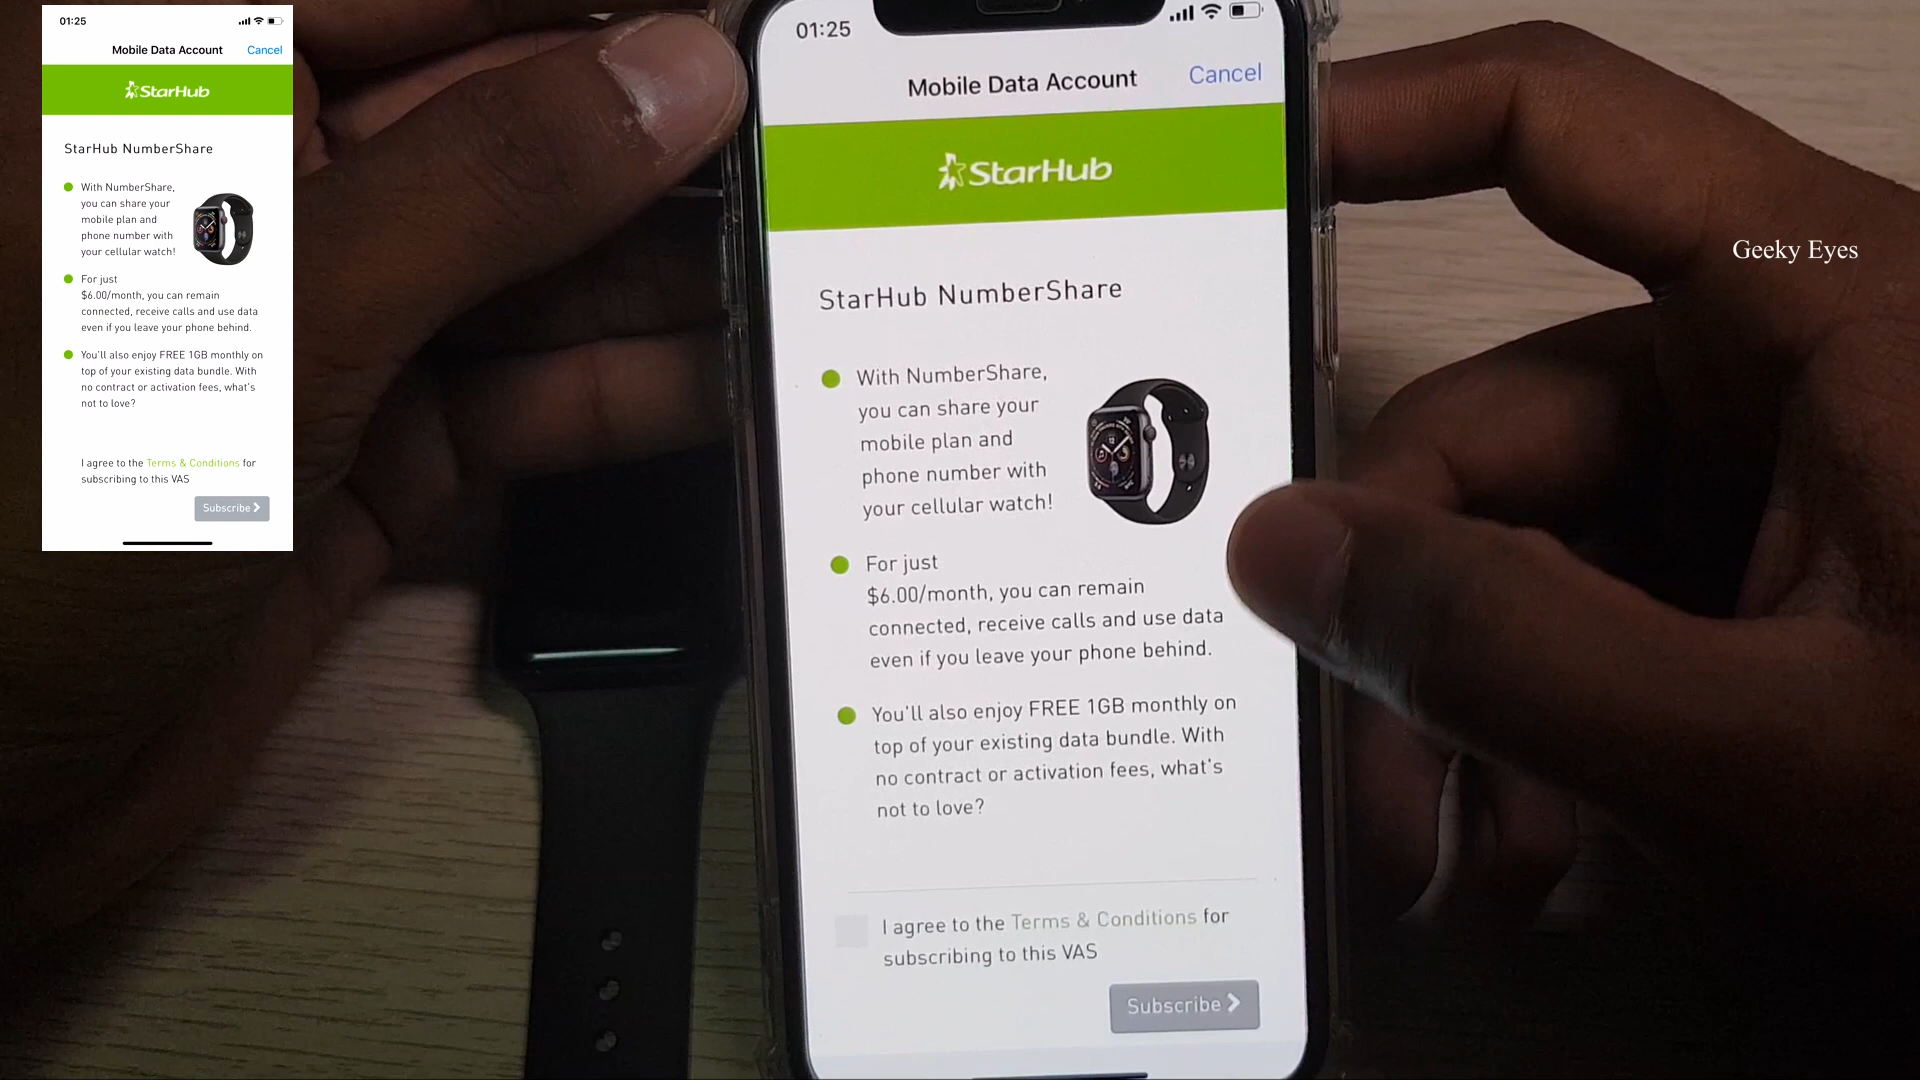 01:25
Mobile Data Account Cancel
StarHub
StarHub NumberShare
With NumberShare,
you can share your
mobile plan and
phone number with
your cellular watch!
For just
$6.00/month, you can remain
connected, receive calls and use data
even if you leave your phone behind.
You'll also enjoy FREE 1GB monthly on
top of your existing data bundle. With
no contract or activation fees, what's
not to love?
I agree to the Terms & Conditions for
subscribing to this VAS
Subscribe
01:25
Mobile Data Account Cancel
StarHub
StarHub NumberShare
With NumberShare,
you can share your
mobile plan and
phone number with
your cellular watch!
For just
$6.00/month, you can remain
connected, receive calls and use data
even if you leave your phone behind.
You'll also enjoy FREE 1GB monthly on
top of your existing data bundle. With
no contract or activation fees, what's
not to love?
I agree to the Terms & Conditions for
subscribing to this VAS
Subscribe
Geeky Eyes